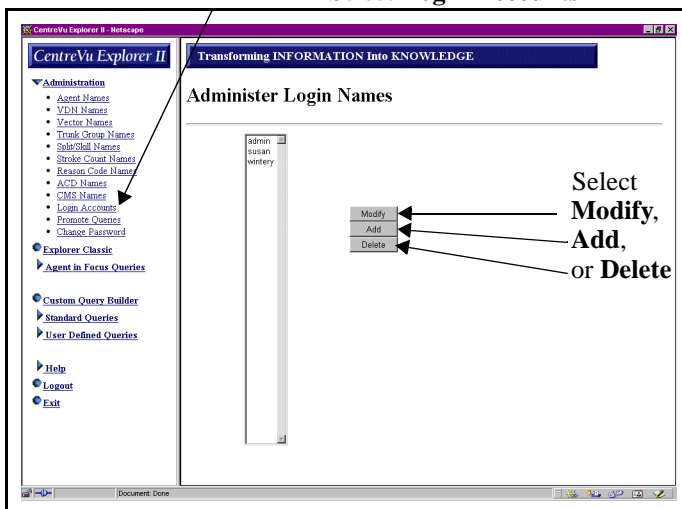 CentreVu Explorer II - Netscape
CentreVu Explorer II
Transforming INFORMATION Into KNOWLEDGE
Administration
Agent Names
VDN Names
Vector Names
Trunk Group Names
Split/Skill Names
Stroke Count Names
Reason Code Names
ACD Names
CMS Names
Login Accounts
Promote Queries
Change Password
Explorer Classic
Agent in Focus Queries
Custom Query Builder
Standard Queries
User Defined Queries
Help
Logout
Exit
Administer Login Names
admin
susan
wintery
Modify
Add
Delete
Select
Modify,
Add,
or Delete
Document: Done